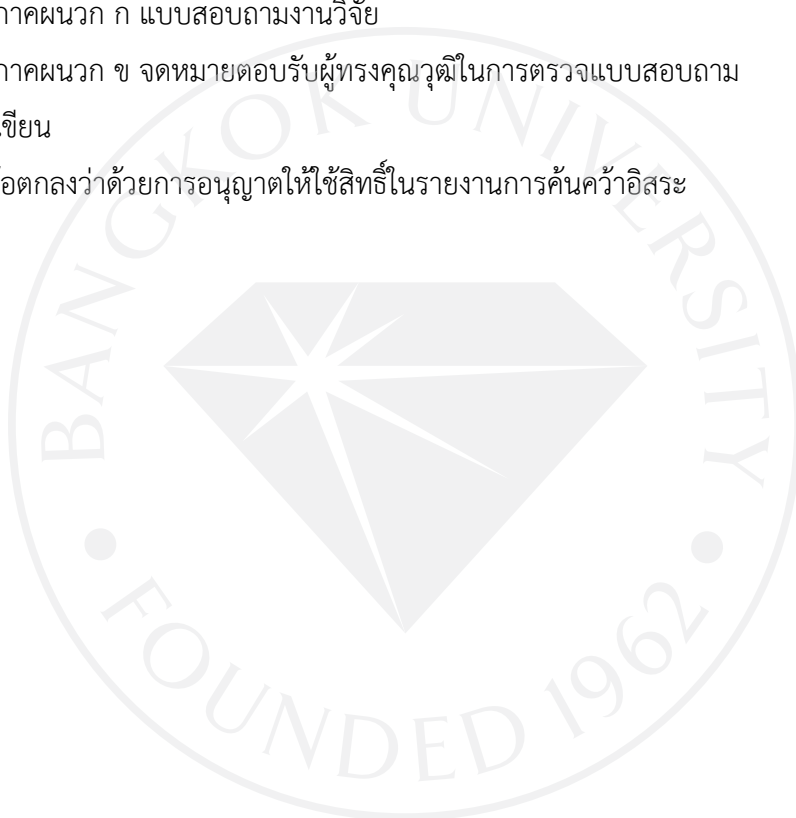 ภาคผนวก ก แบบสอบถามงานวิจัย
ภาคผนวก ข จดหมายตอบรับผู้ทรงคุณวุฒิในการตรวจแบบสอบถาม
เขียน
อตกลงว่าด้วยการอนุญาตให้ใช้สิทธิ์ในรายงานการค้นคว้าอิสระ
BANGKOK UNIVERSITY
FOUNDED 1962